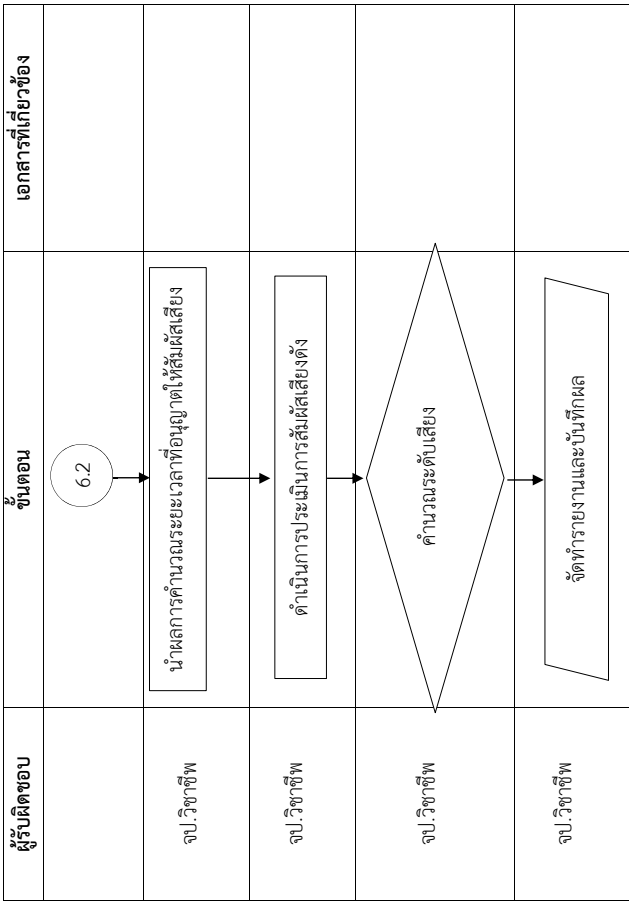 ผู้รับผิดชอบ
ขั้นตอน
เอกสารที่เกี่ยวข้อง
6.2
จป.วิชาชีพ
นำผลการคำนวณระยะเวลาที่อนุญาตให้สัมผัสเสียง
จป.วิชาชีพ
ดำเนินการประเมินการสัมผัสเสียงดัง
จป.วิชาชีพ
คำนวณระดับเสียง
จป.วิชาชีพ
จัดทำรายงานและบันทึกผล